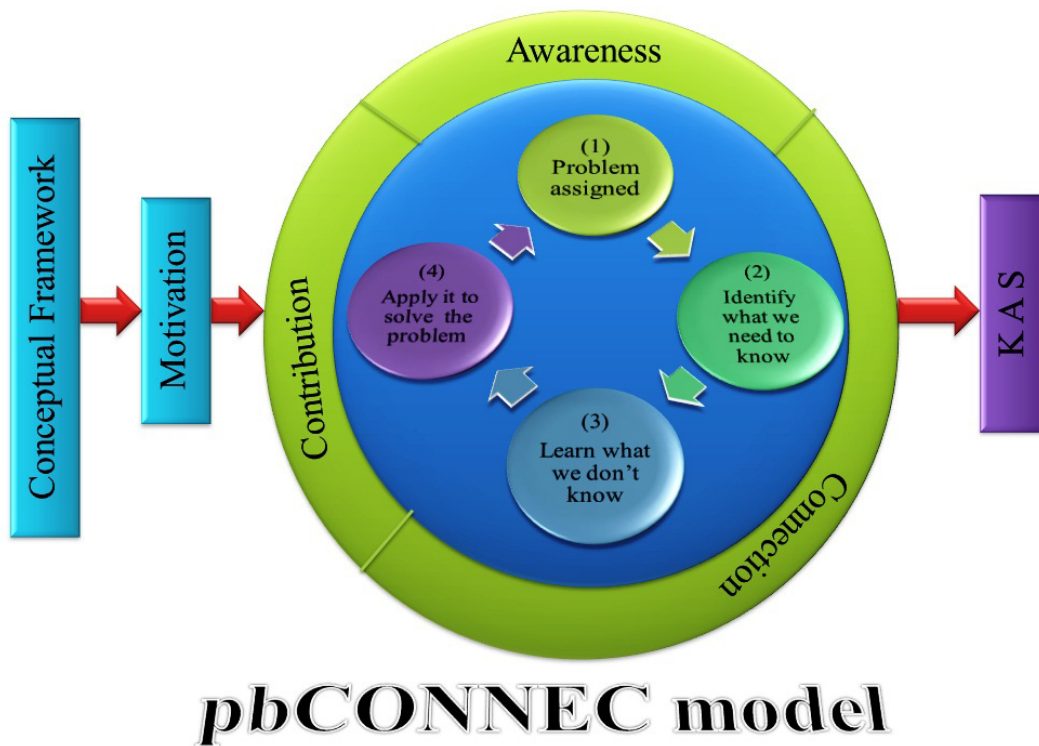 Conceptual Framework
Motivation
Contribution
Awareness
Connection
(1)
Problem
assigned
(2)
Identify
what we
need to
know
(3)
Learn what
we don't
know
(4)
Apply it to
solve the
problem
K A S
pbCONNEC model